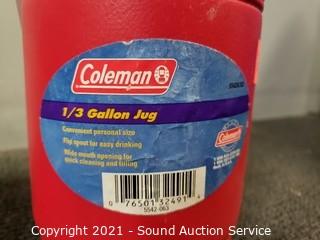 Coleman
1/3 Gallon Jug
Convenient personal size
Flip spout for easy drinking
Wide mouth opening for
quick cleaning and filling
Coleman
0 76501 32491 4
5542-063
Copyright 2021 - Sound Auction Service